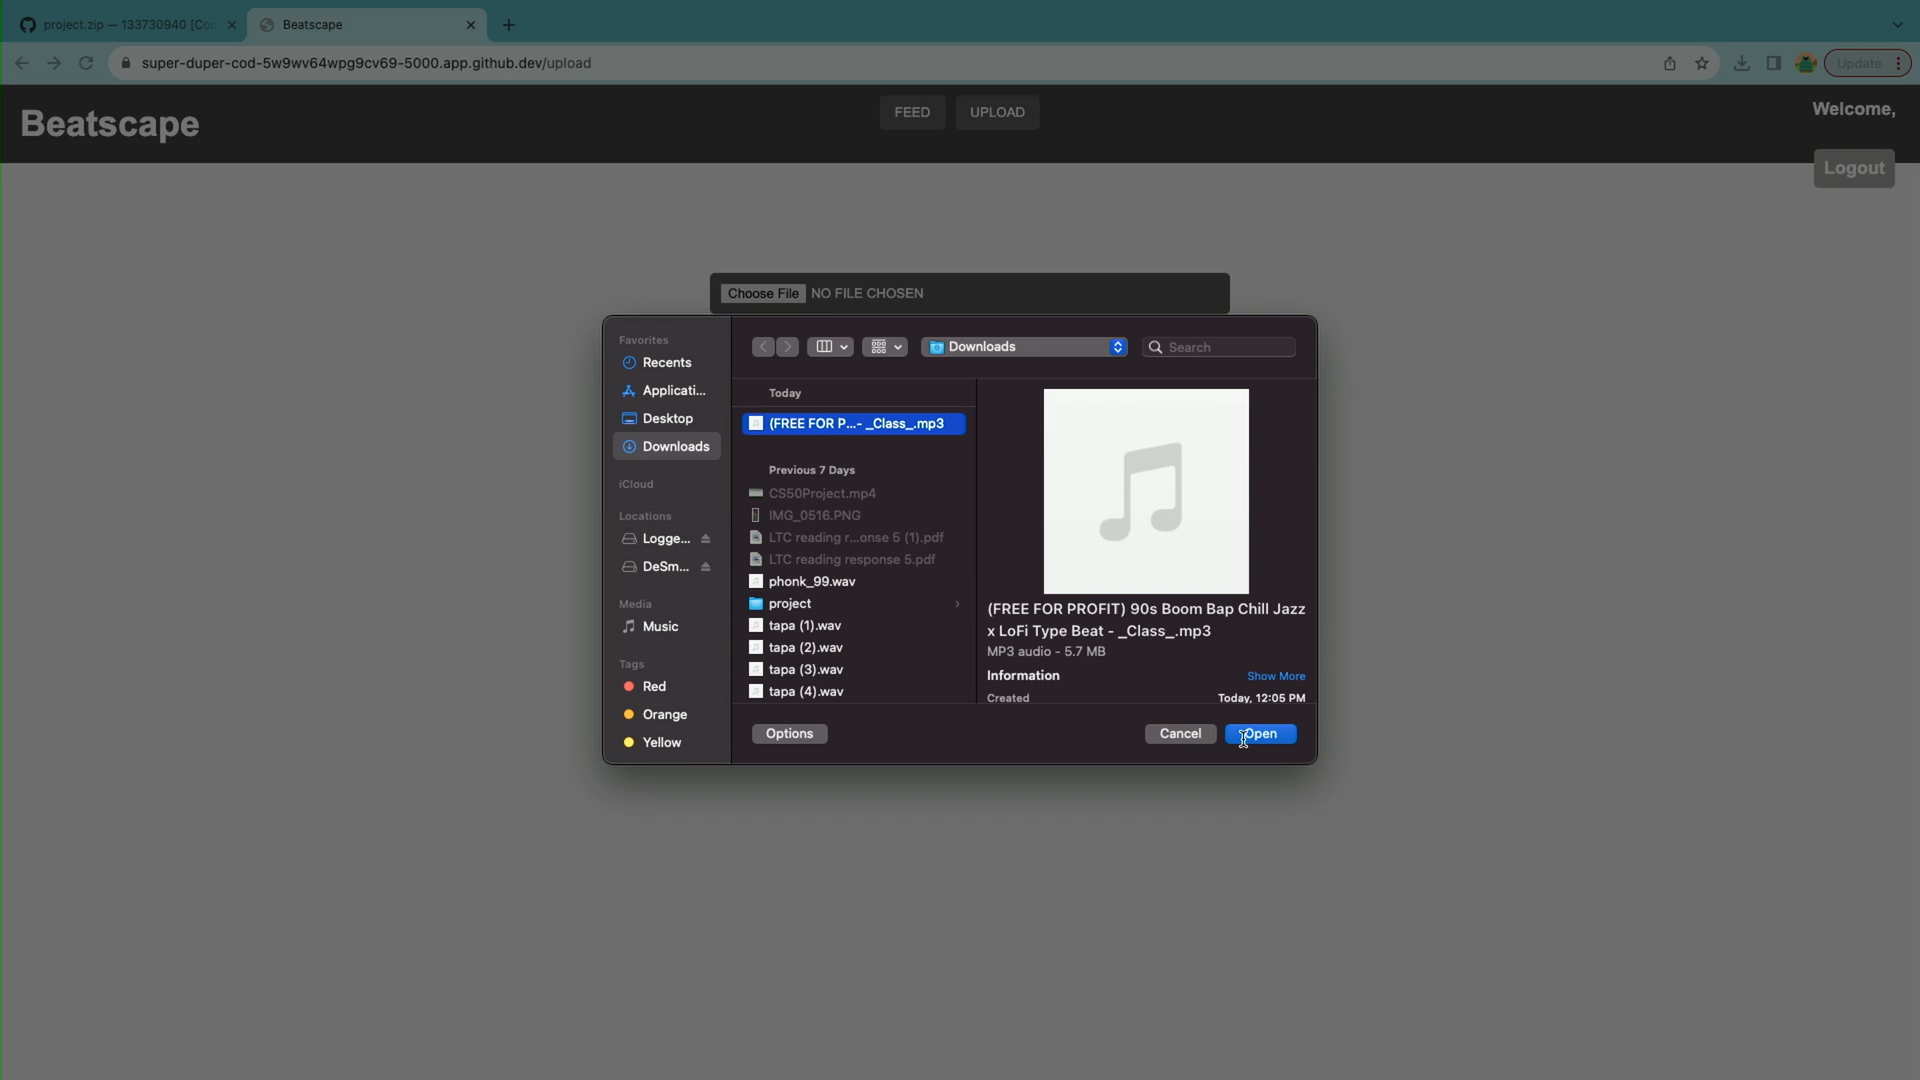 project.zip — 133730940 [Co
Beatscape
super-duper-cod-5w9wv64wpg9cv69-5000.app.github.dev/upload
Update
Beatscape
FEED
UPLOAD
Welcome,
Logout
Choose File NO FILE CHOSEN
Favorites
Recents
Applicati...
Desktop
Downloads
iCloud
Locations
Logge...
DeSm...
Media
Music
Tags
Red
Orange
Yellow
Downloads
Search
Today
(FREE FOR P...- _Class_.mp3
Previous 7 Days
CS50Project.mp4
IMG_0516.PNG
LTC reading r...onse 5 (1).pdf
LTC reading response 5.pdf
phonk_99.wav
project
tapa (1).wav
tapa (2).wav
tapa (3).wav
tapa (4).wav
(FREE FOR PROFIT) 90s Boom Bap Chill Jazz
x LoFi Type Beat - _Class_.mp3
MP3 audio - 5.7 MB
Information
Show More
Created
Today, 12:05 PM
Options
Cancel
Open